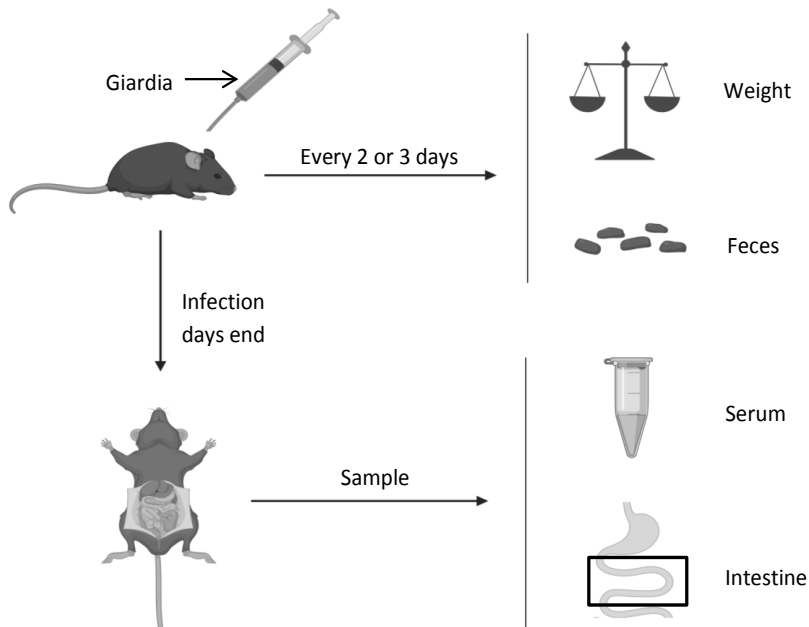 Giardia
Every 2 or 3 days
Weight
Feces
Infection
days end
Sample
Serum
Intestine